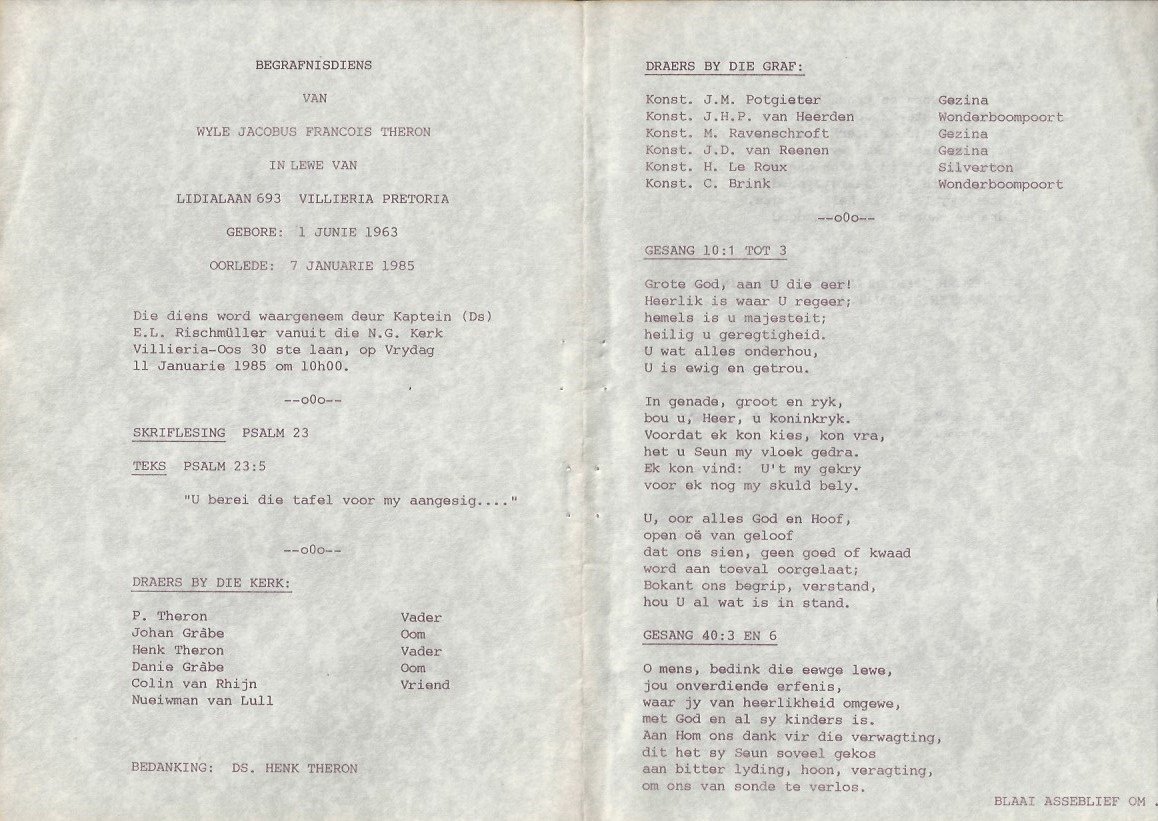 BEGRAFNISDIENS
VAN
WYLE JACOBUS FRANCOIS THERON
IN LEWE VAN
LIDIALAAN 693 VILLIERIA PRETORIA
GEBORE: 1 JUNIE 1963
OORLEDE: 7 JANUARIE 1985
Die diens word waargeneem deur Kaptein (Ds)
E.L. Rischmüller vanuit die N.G. Kerk
Villieria-Oos 30 ste laan, op Vrydag
11 Januarie 1985 om 10h00.
--oOo--
SKRIFLESING PSALM 23
TEKS PSALM 23:5
"U berei die tafel voor my aangesig...."
--oOo--
DRAERS BY DIE KERK:
P. Theron Vader
Johan Gråbe Oom
Henk Theron Vader
Danie Gråbe Oom
Colin van Rhijn Vriend
Nueiwman van Lull
BEDANKING: DS. HENK THERON
DRAERS BY DIE GRAF:
Konst. J.M. Potgieter Gezina
Konst. J.H.P. van Heerden Wonderboompoort
Konst. M. Ravenschroft Gezina
Konst. J.D. van Reenen Gezina
Konst. H. Le Roux Silverton
Konst. C. Brink Wonderboompoort
--oOo--
GESANG 10:1 TOT 3
Grote God, aan U die eer!
Heerlik is waar U regeer;
hemels is u majesteit;
heilig u geregtigheid.
U wat alles onderhou,
U is ewig en getrou.
In genade, groot en ryk,
bou u, Heer, u koninkryk.
Voordat ek kon kies, kon vra,
het u Seun my vloek gedra.
Ek kon vind: U't my gekry
voor ek nog my skuld bely.
U, oor alles God en Hoof,
open oë van geloof
dat ons sien, geen goed of kwaad
word aan toeval oorgelaat;
Bokant ons begrip, verstand,
hou U al wat is in stand.
GESANG 40:3 EN 6
O mens, bedink die eewge lewe,
jou onverdiende erfenis,
waar jy van heerlikheid omgewe,
met God en al sy kinders is.
Aan Hom ons dank vir die verwagting,
dit het sy Seun soveel gekos
aan bitter lyding, hoon, veragting,
om ons van sonde te verlos.
BLAAI ASSEBLIEF OM .